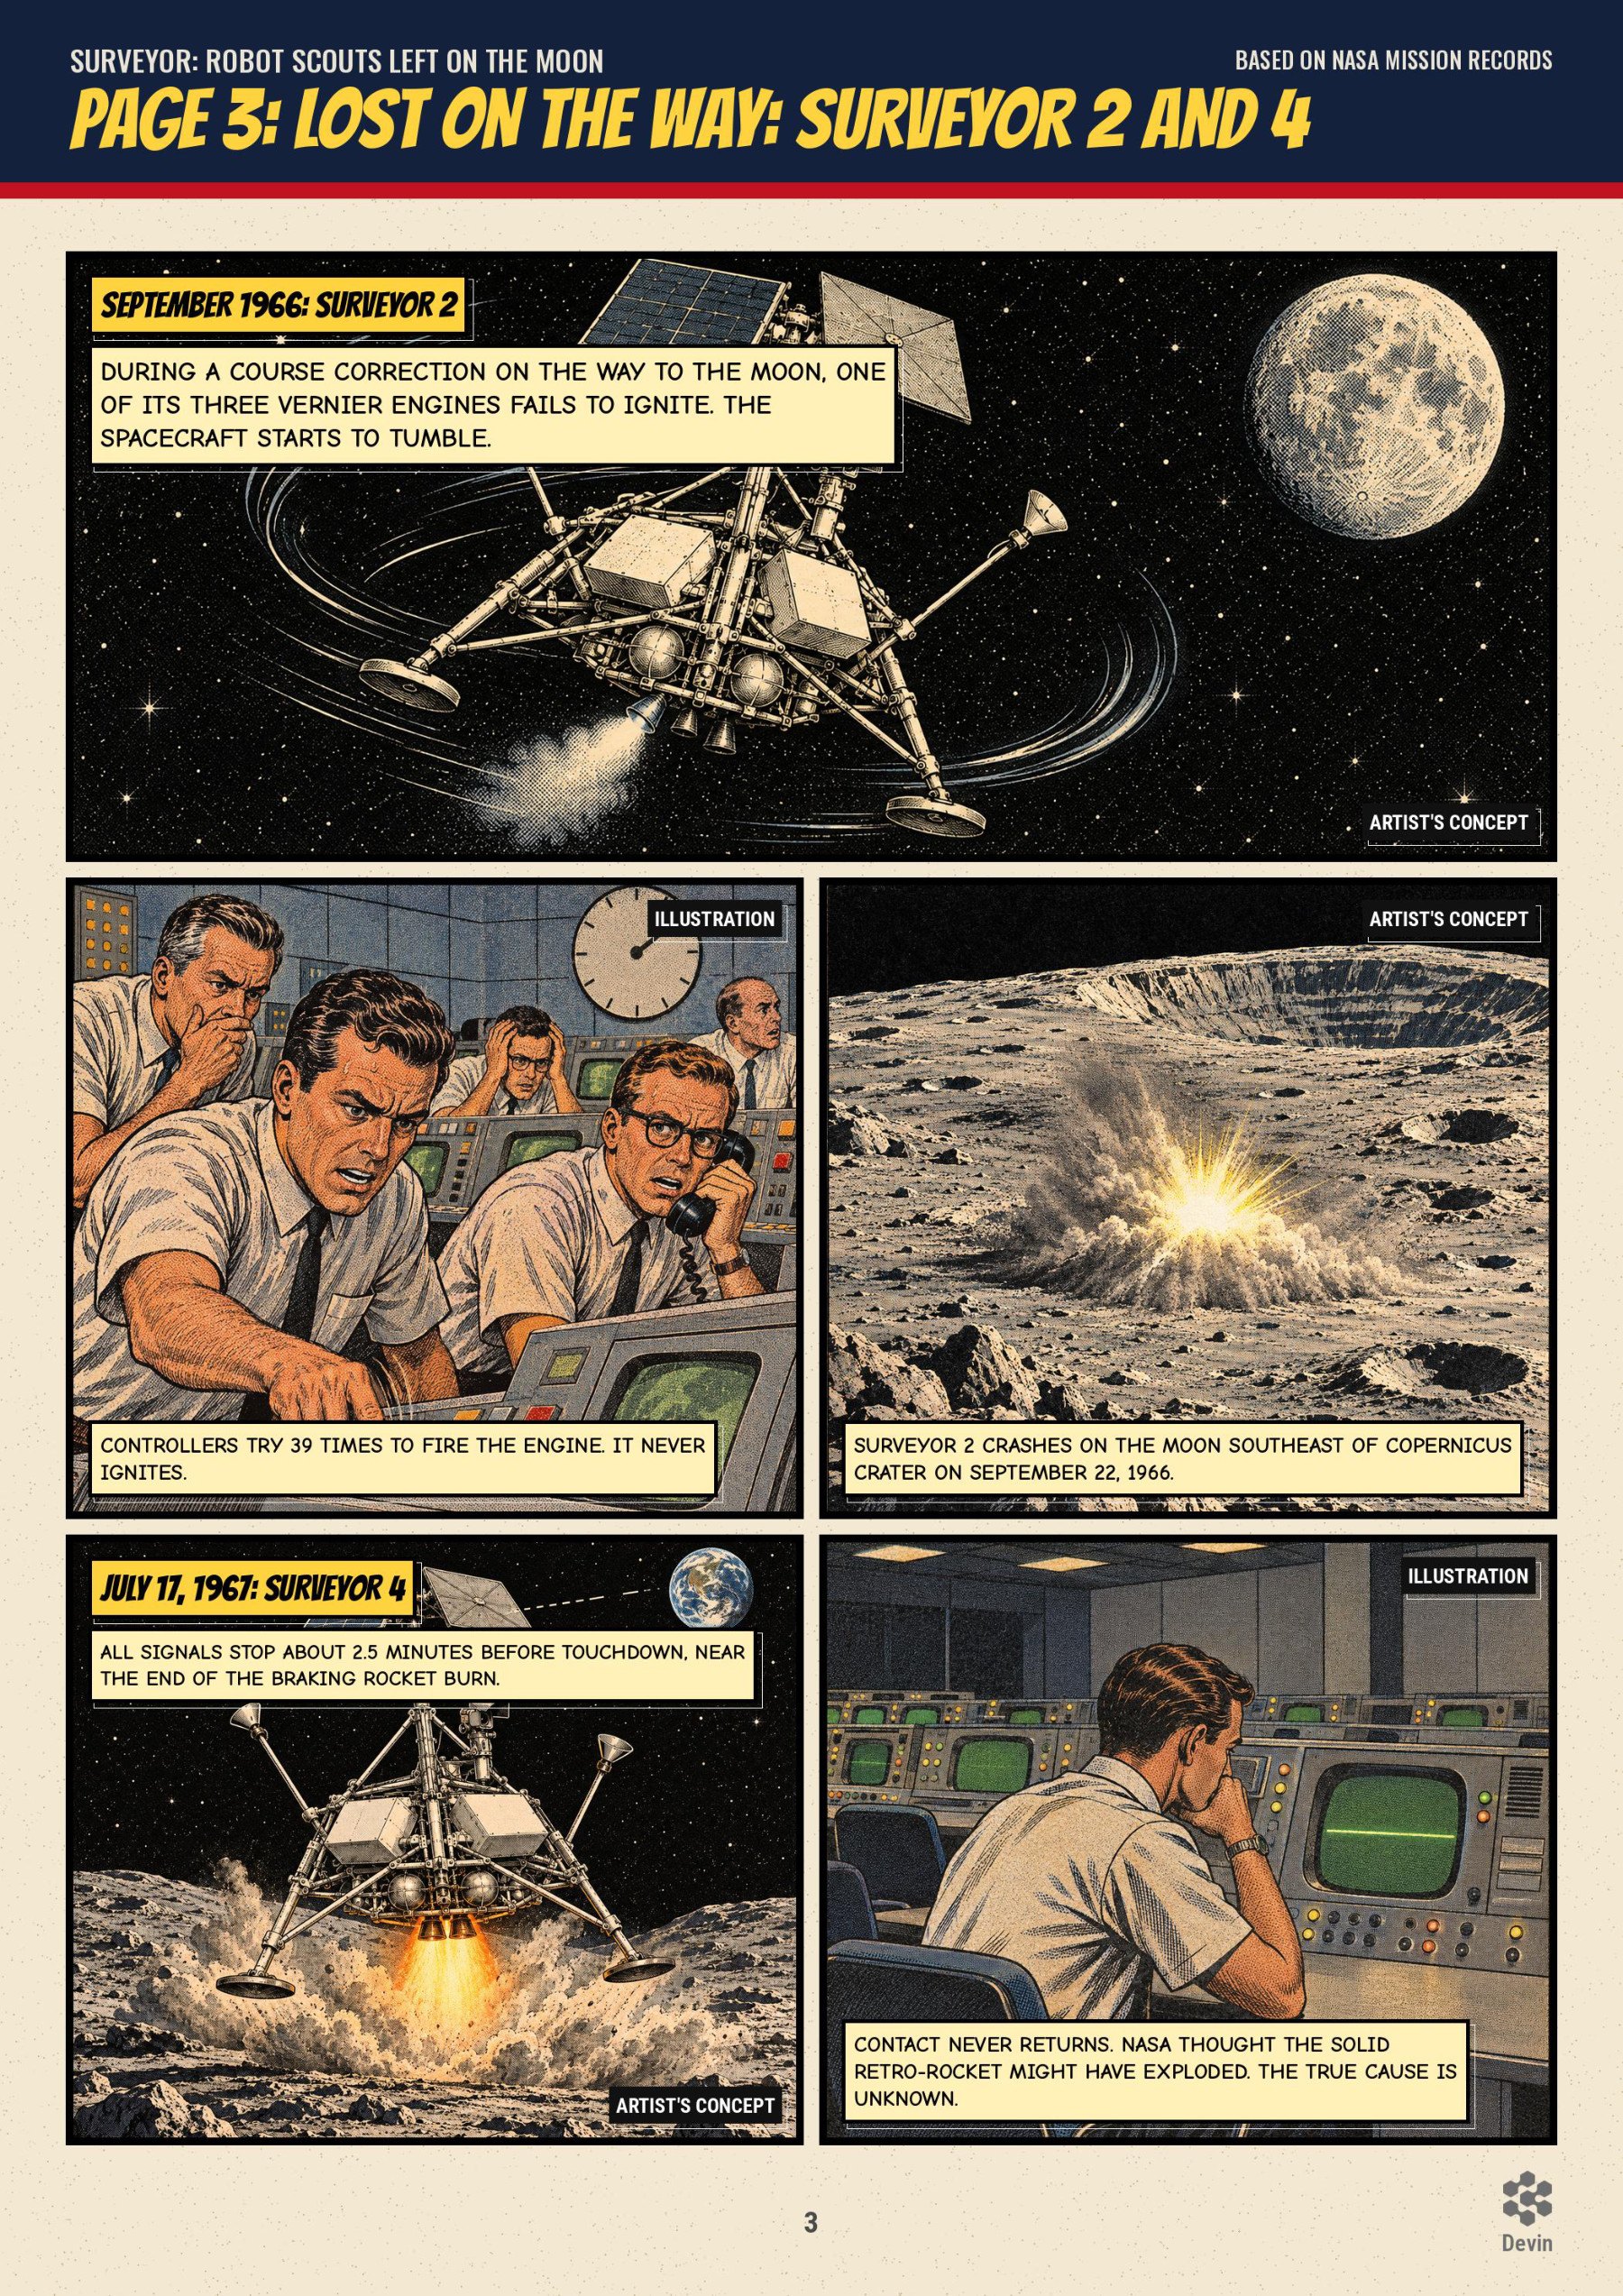 SURVEYOR: ROBOT SCOUTS LEFT ON THE MOON
BASED ON NASA MISSION RECORDS
PAGE 3: LOST ON THE WAY: SURVEYOR 2 AND 4
SEPTEMBER 1966: SURVEYOR 2
DURING A COURSE CORRECTION ON THE WAY TO THE MOON, ONE
OF ITS THREE VERNIER ENGINES FAILS TO IGNITE. THE
SPACECRAFT STARTS TO TUMBLE.
ARTIST'S CONCEPT
ILLUSTRATION
CONTROLLERS TRY 39 TIMES TO FIRE THE ENGINE. IT NEVER
IGNITES.
ARTIST'S CONCEPT
SURVEYOR 2 CRASHES ON THE MOON SOUTHEAST OF COPERNICUS
CRATER ON SEPTEMBER 22, 1966.
JULY 17, 1967: SURVEYOR 4
ALL SIGNALS STOP ABOUT 2.5 MINUTES BEFORE TOUCHDOWN, NEAR
THE END OF THE BRAKING ROCKET BURN.
ARTIST'S CONCEPT
ILLUSTRATION
CONTACT NEVER RETURNS. NASA THOUGHT THE SOLID
RETRO-ROCKET MIGHT HAVE EXPLODED. THE TRUE CAUSE IS
UNKNOWN.
3
Devin